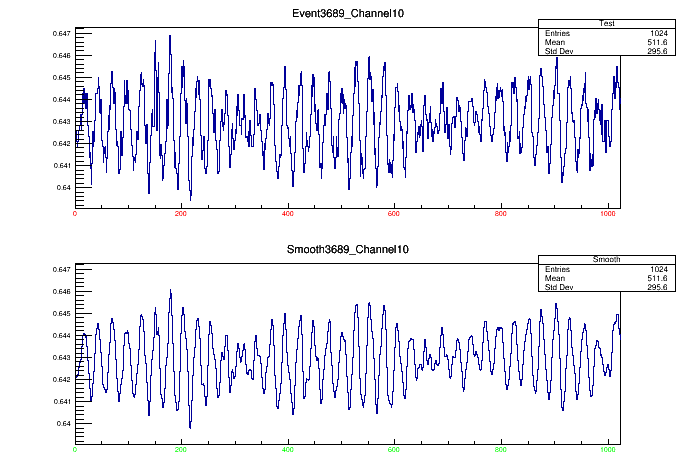 Event3689_Channel10
Test
Entries 1024
Mean 511.6
Std Dev 295.6
0.647
0.646
0.645
0.644
0.643
0.642
0.641
0.64
0 200 400 600 800 1000
Smooth3689_Channel10
Smooth
Entries 1024
Mean 511.6
Std Dev 295.6
0.647
0.646
0.645
0.644
0.643
0.642
0.641
0.64
0 200 400 600 800 1000